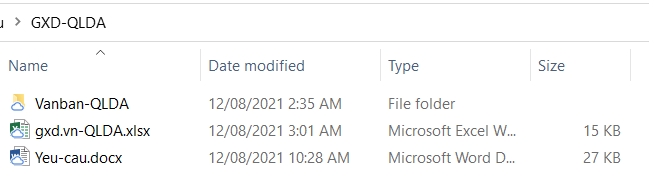 u > GXD-QLDA
Name Date modified Type Size
Vanban-QLDA 12/08/2021 2:35 AM File folder
gxd.vn-QLDA.xlsx 12/08/2021 3:01 AM Microsoft Excel W... 15 KB
Yeu-cau.docx 12/08/2021 10:28 AM Microsoft Word D... 27 KB